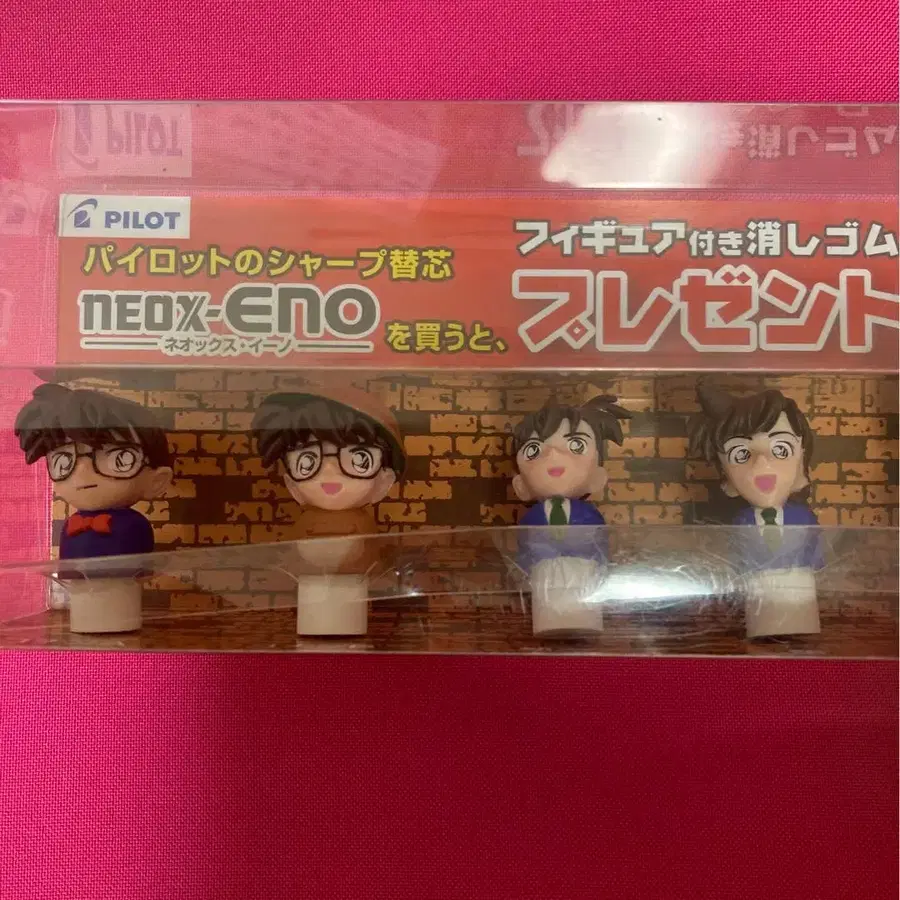 PILOT
パイロットのシャープ替芯
neox-eno
ネオックス・イーノ
を買うと、
フィギュア付き消しゴム
プレゼント